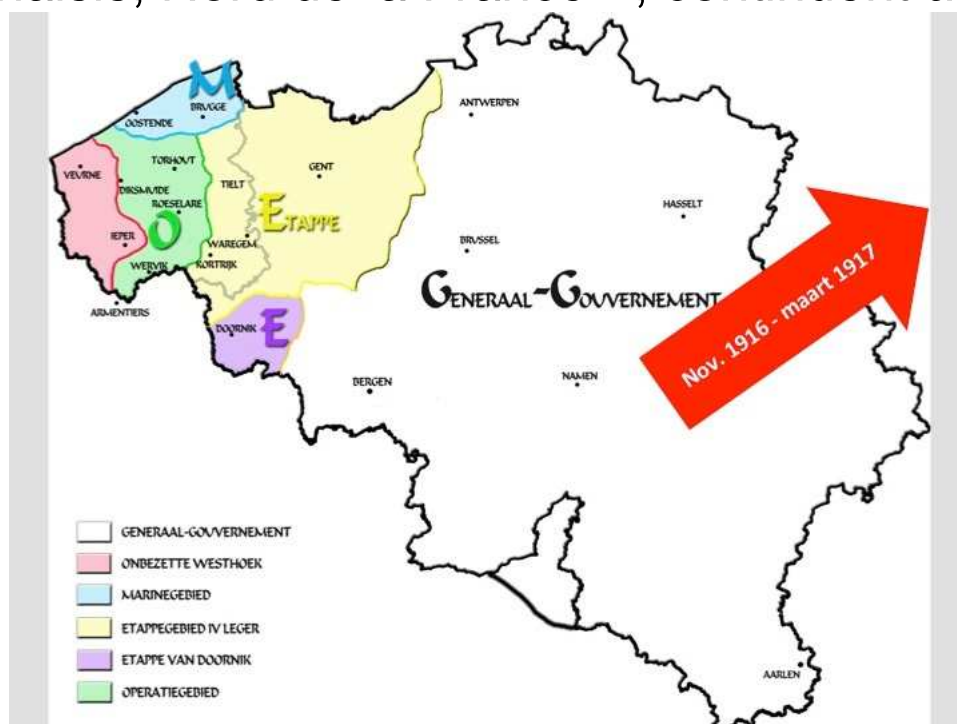 M
BRUGGE
OOSTENDE
ANTWERPEN
VEURNE
TORHOUT
GENT
DIKSMUIDE
TIELT
ROESELARE
HASSELT
O
ETAPPE
IEPER
WAREGEM
BRUSSEL
WERVIK
KORTRIJK
GENERAAL-GOUVERNEMENT
Nov. 1916 - maart 1917
ARMENTIERS
DOORNIK
E
BERGEN
NAMEN
GENERAAL-GOUVERNEMENT
ONBEZETTE WESTHOEK
MARINEGEBIED
ETAPPEGEBIED IV LEGER
ETAPPE VAN DOORNIK
OPERATIEGEBIED
AARLEN